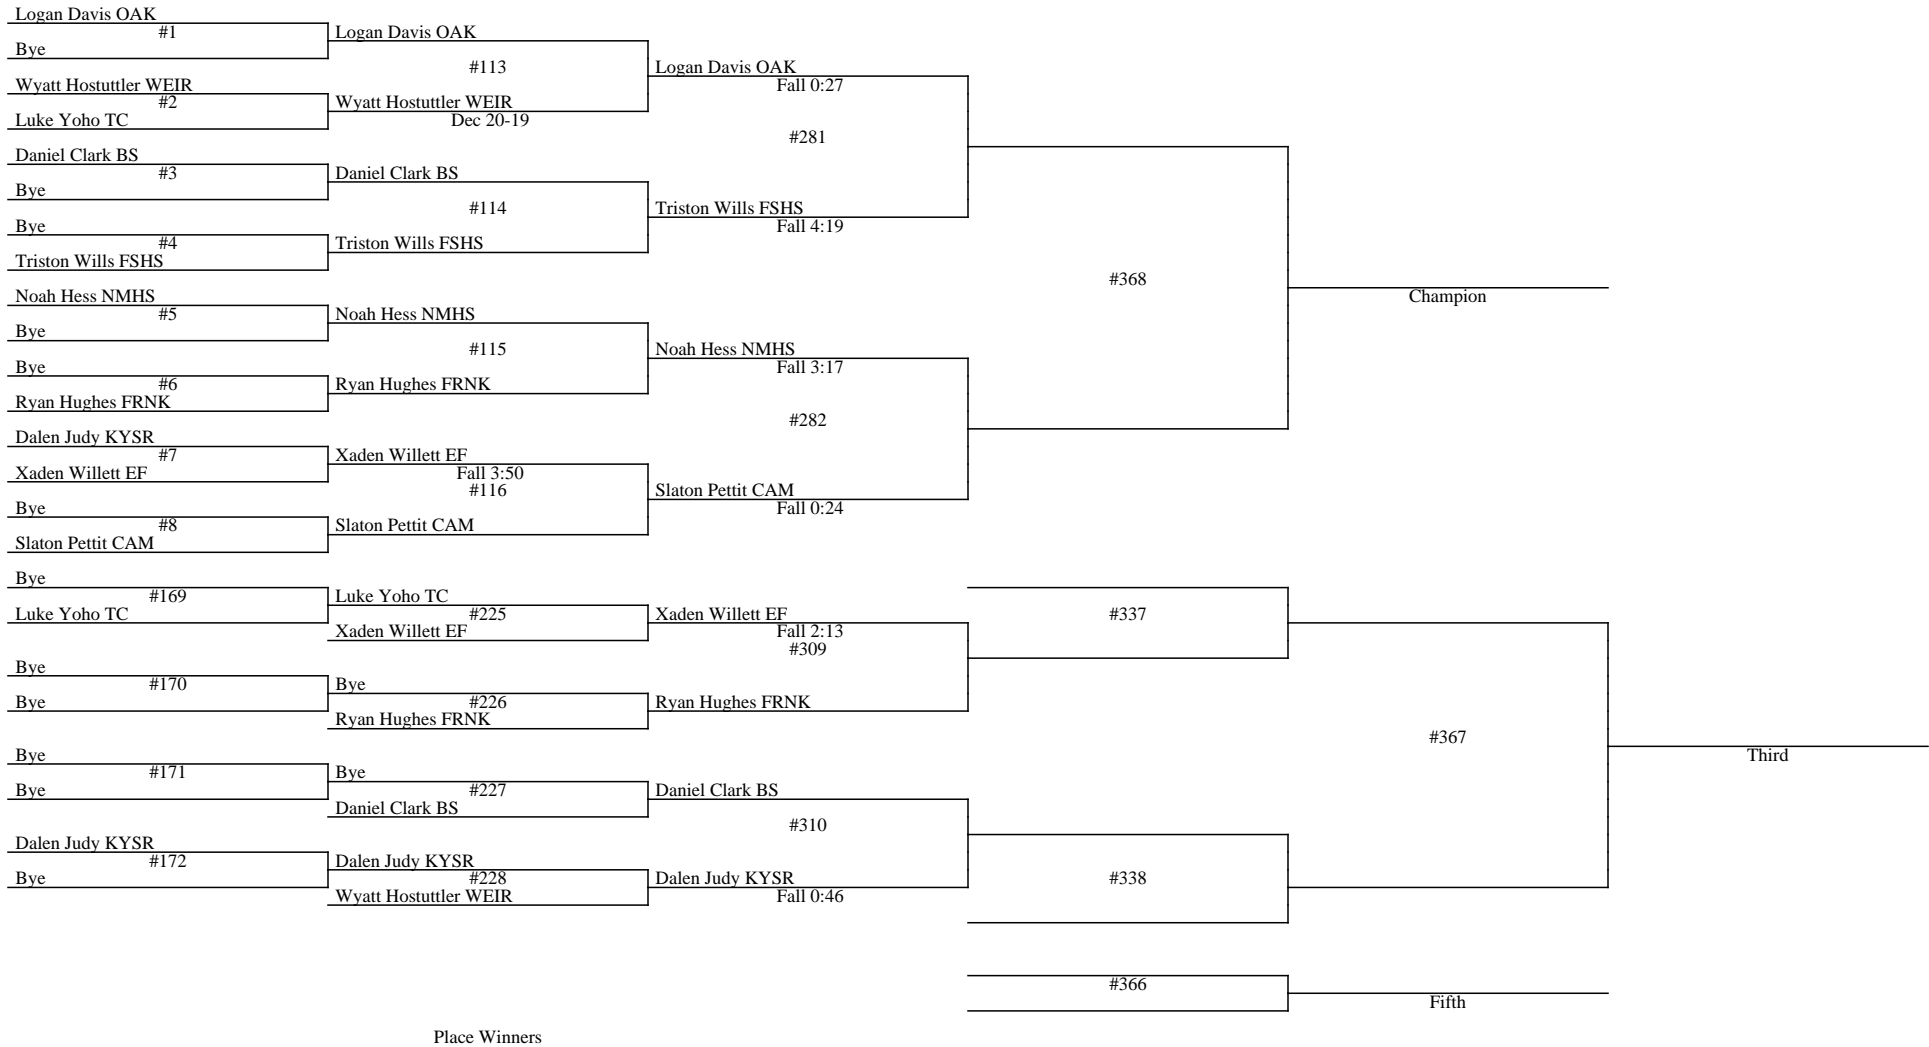 Logan Davis OAK
#1
Bye
Wyatt Hostuttler WEIR
#2
Luke Yoho TC
Daniel Clark BS
#3
Bye
Bye
#4
Triston Wills FSHS
Noah Hess NMHS
#5
Bye
Bye
#6
Ryan Hughes FRNK
Dalen Judy KYSR
#7
Xaden Willett EF
Bye
#8
Slaton Pettit CAM
Logan Davis OAK
#113
Wyatt Hostuttler WEIR
Dec 20-19
Daniel Clark BS
#114
Triston Wills FSHS
Noah Hess NMHS
#115
Ryan Hughes FRNK
Xaden Willett EF
Fall 3:50
#116
Slaton Pettit CAM
Logan Davis OAK
Fall 0:27
#281
Triston Wills FSHS
Fall 4:19
Noah Hess NMHS
Fall 3:17
#282
Slaton Pettit CAM
Fall 0:24
#368
Champion
Bye
#169
Luke Yoho TC
Bye
#170
Bye
Bye
#171
Bye
Dalen Judy KYSR
#172
Bye
Luke Yoho TC
#225
Xaden Willett EF
Bye
#226
Ryan Hughes FRNK
Bye
#227
Daniel Clark BS
Dalen Judy KYSR
#228
Wyatt Hostuttler WEIR
Xaden Willett EF
Fall 2:13
#309
Ryan Hughes FRNK
Daniel Clark BS
#310
Dalen Judy KYSR
Fall 0:46
#337
#338
#367
Third
#366
Fifth
Place Winners